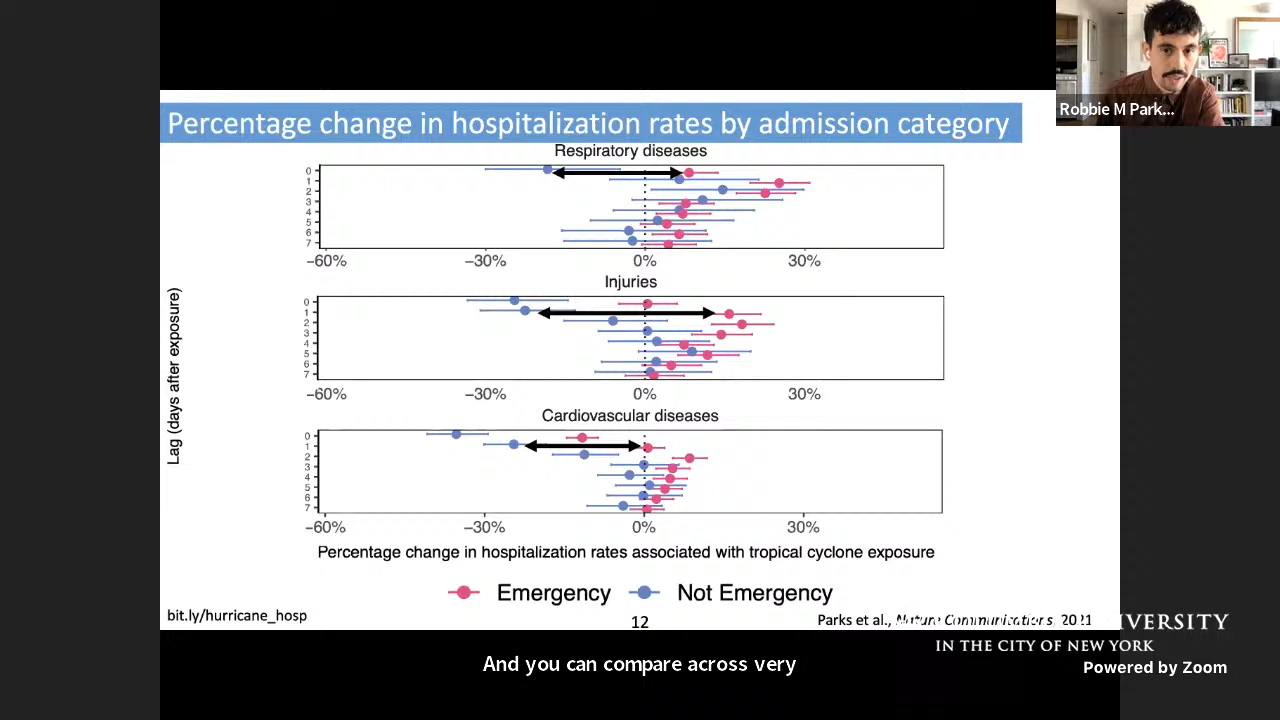 Robbie M Park...
Percentage change in hospitalization rates by admission category
Respiratory diseases
0
1
2
3
4
5
6
7
−60% −30% 0% 30%
Injuries
0
1
2
3
4
5
6
7
−60% −30% 0% 30%
Cardiovascular diseases
0
1
2
3
4
5
6
7
−60% −30% 0% 30%
Lag (days after exposure)
Percentage change in hospitalization rates associated with tropical cyclone exposure
Emergency Not Emergency
bit.ly/hurricane_hosp
12
Parks et al., Nature Communications, 2021
IVERSITY
IN THE CITY OF NEW YORK
And you can compare across very
Powered by Zoom